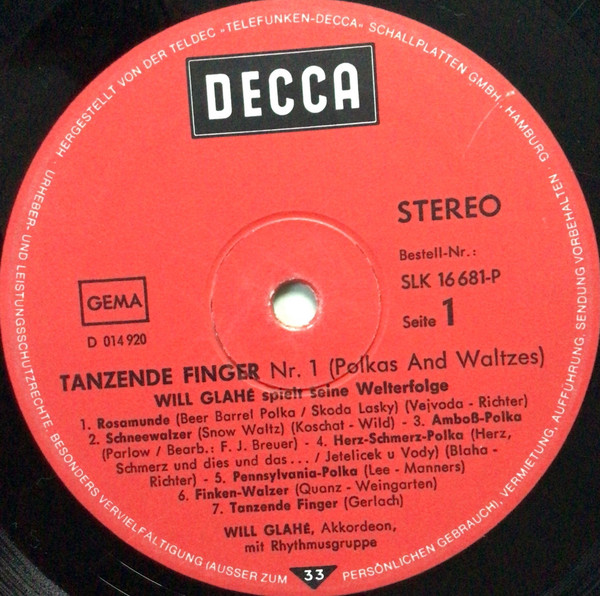 HERGESTELLT VON DER TELDEC »TELEFUNKEN-DECCA« SCHALLPLATTEN GMBH., HAMBURG
DECCA
STEREO
Bestell-Nr.:
SLK 16 681-P
Seite 1
GEMA
D 014 920
TANZENDE FINGER Nr. 1 (Polkas And Waltzes)
WILL GLAHÉ spielt seine Welterfolge
1. Rosamunde (Beer Barrel Polka / Skoda Lasky) (Vejvoda - Richter)
2. Schneewalzer (Snow Waltz) (Koschat - Wild) - 3. Amboß-Polka
(Parlow / Bearb.: F. J. Breuer) - 4. Herz-Schmerz-Polka (Herz,
Schmerz und dies und das... / Jetelicek u Vody) (Blaha -
Richter) - 5. Pennsylvania-Polka (Lee - Manners)
6. Finken-Walzer (Quanz - Weingarten)
7. Tanzende Finger (Gerlach)
WILL GLAHÉ, Akkordeon,
mit Rhythmusgruppe
33
URHEBER- UND LEISTUNGSSCHUTZRECHTE, BESONDERS VERVIELFÄLTIGUNG (AUSSER ZUM PERSÖNLICHEN GEBRAUCH), VERMIETUNG, AUFFÜHRUNG, SENDUNG VORBEHALTEN